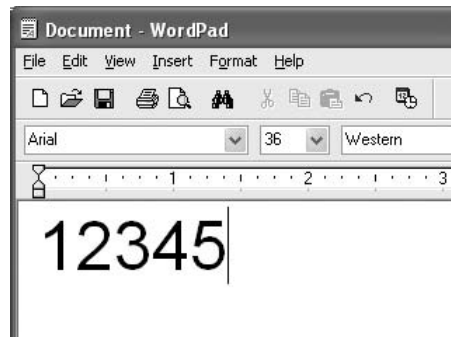 Document - WordPad
File Edit View Insert Format Help
Arial 36 Western
1 2 3
12345